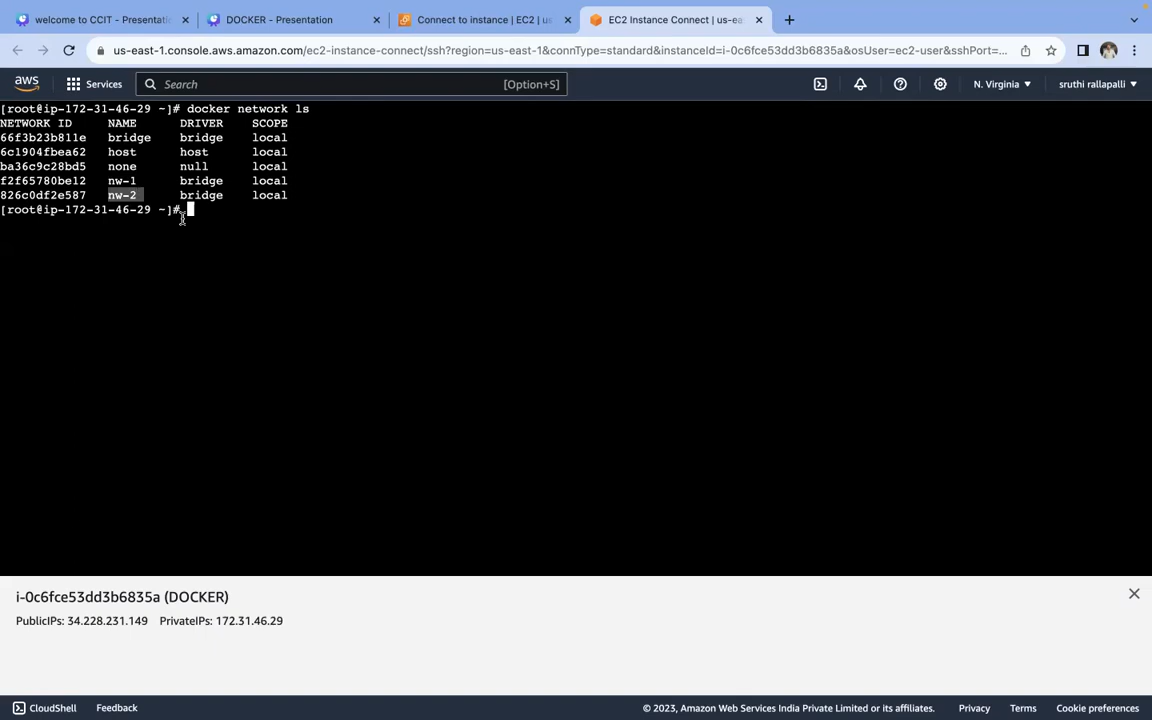 welcome to CCIT - Presentatio
DOCKER - Presentation
Connect to instance | EC2 | us
EC2 Instance Connect | us-ea
us-east-1.console.aws.amazon.com/ec2-instance-connect/ssh?region=us-east-1&connType=standard&instanceId=i-0c6fce53dd3b6835a&osUser=ec2-user&sshPort=...
aws
Services
Search
[Option+S]
N. Virginia
sruthi rallapalli
[root@ip-172-31-46-29 ~]# docker network ls
NETWORK ID NAME DRIVER SCOPE
66f3b23b811e bridge bridge local
6c1904fbea62 host host local
ba36c9c28bd5 none null local
f2f65780be12 nw-1 bridge local
826c0df2e587 nw-2 bridge local
[root@ip-172-31-46-29 ~]#
i-0c6fce53dd3b6835a (DOCKER)
PublicIPs: 34.228.231.149 PrivateIPs: 172.31.46.29
CloudShell
Feedback
© 2023, Amazon Web Services India Private Limited or its affiliates.
Privacy
Terms
Cookie preferences